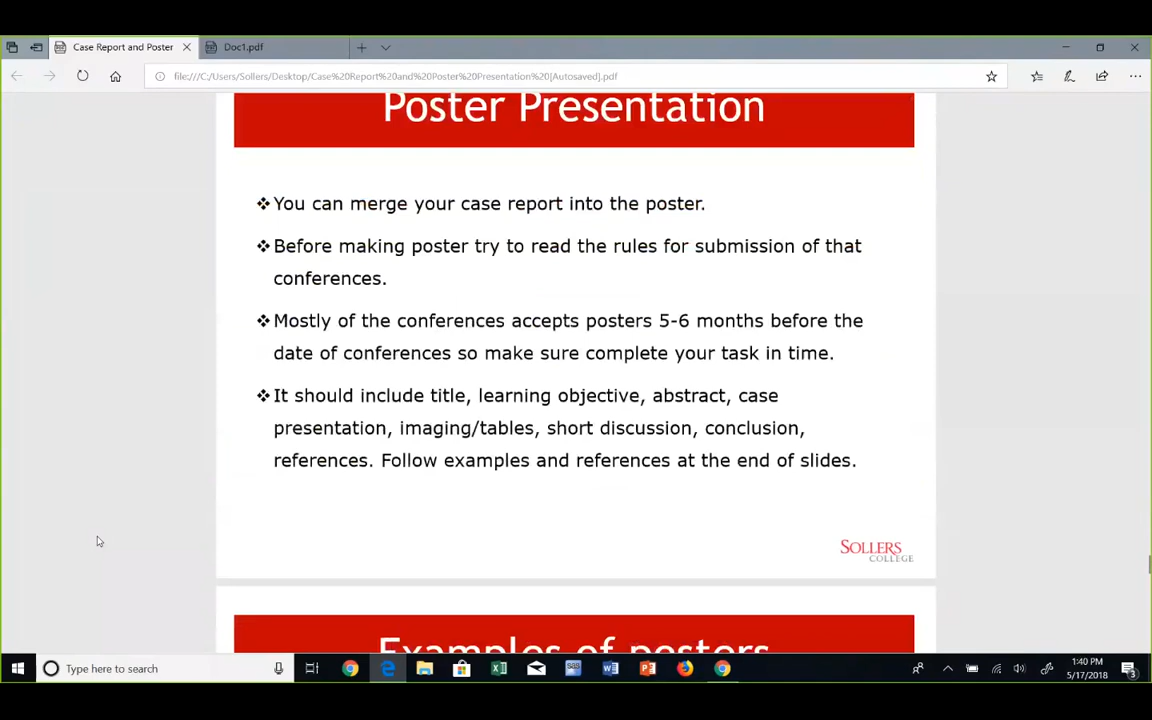 Case Report and Poster
Doc1.pdf
file:///C:/Users/Sollers/Desktop/Case%20Report%20and%20Poster%20Presentation%20[Autosaved].pdf
Poster Presentation
❖You can merge your case report into the poster.
❖Before making poster try to read the rules for submission of that
conferences.
❖Mostly of the conferences accepts posters 5-6 months before the
date of conferences so make sure complete your task in time.
❖It should include title, learning objective, abstract, case
presentation, imaging/tables, short discussion, conclusion,
references. Follow examples and references at the end of slides.
SOLLERS
COLLEGE
Examples of posters
Type here to search
1:40 PM
5/17/2018
3